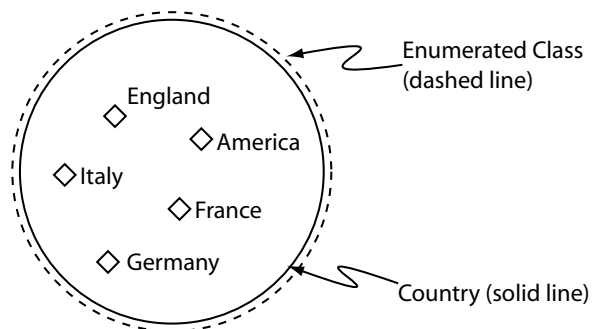 Enumerated Class
(dashed line)
England
America
Italy
France
Germany
Country (solid line)